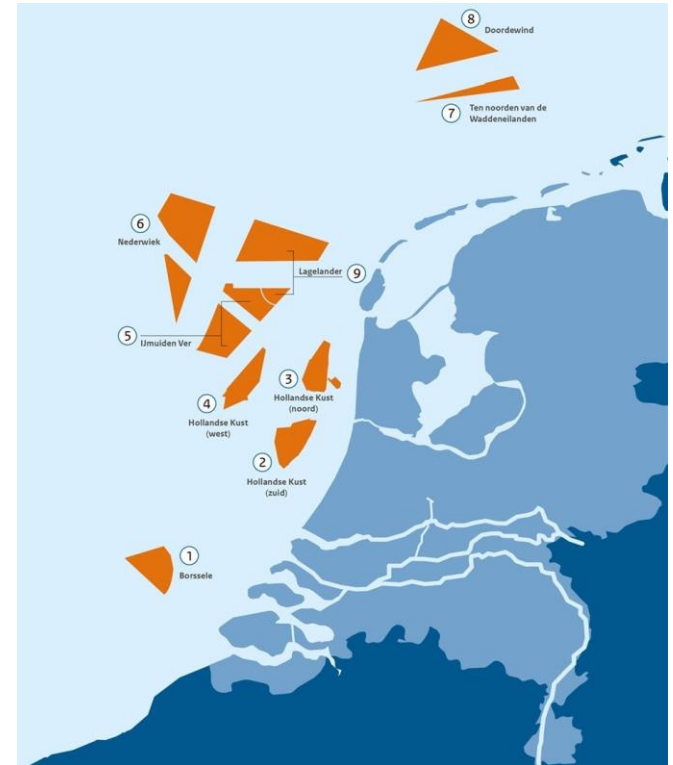 8
Doordewind
7
Ten noorden van de
Waddeneilanden
6
Nederwiek
Lagelander
9
5
IJmuiden Ver
4
Hollandse Kust
(west)
3
Hollandse Kust
(noord)
2
Hollandse Kust
(zuid)
1
Borssele